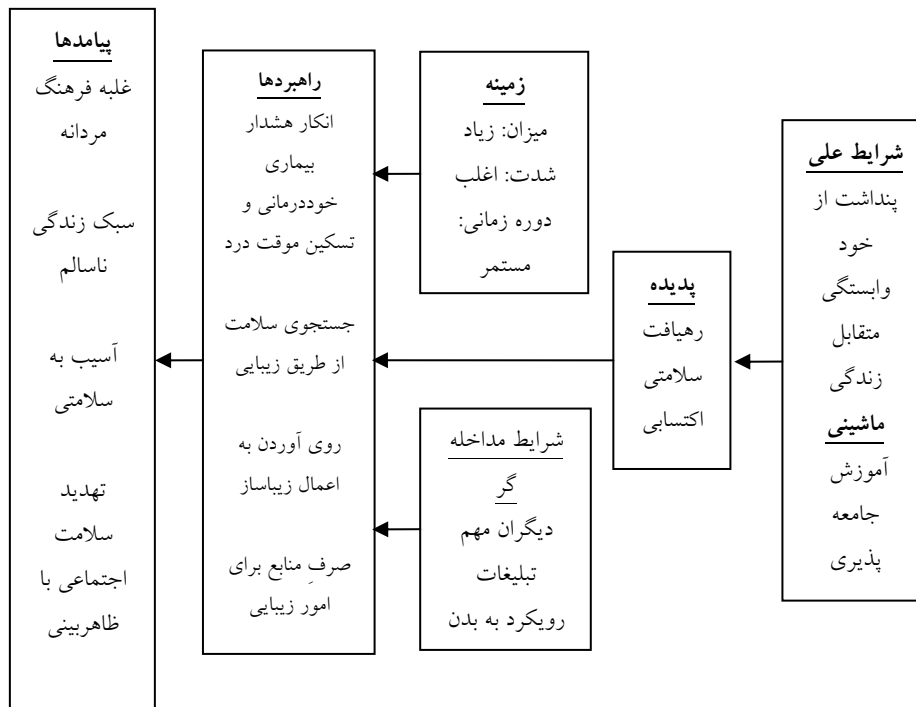 شرایط علی
پنداشت از
خود
وابستگی
متقابل
زندگی
ماشینی
آموزش
جامعه
پذیری
پدیده
رهیافت
سلامتی
اکتسابی
زمینه
میزان: زیاد
شدت: اغلب
دوره زمانی:
مستمر
شرایط مداخله
گر
دیگران مهم
تبلیغات
رویکرد به بدن
راهبردها
انکار هشدار
بیماری
خوددرمانی و
تسکین موقت درد
جستجوی سلامت
از طریق زیبایی
روی آوردن به
اعمال زیباساز
صرفِ منابع برای
امور زیبایی
پیامدها
غلبه فرهنگ
مردانه
سبک زندگی
ناسالم
آسیب به
سلامتی
تهدید
سلامت
اجتماعی با
ظاهربینی